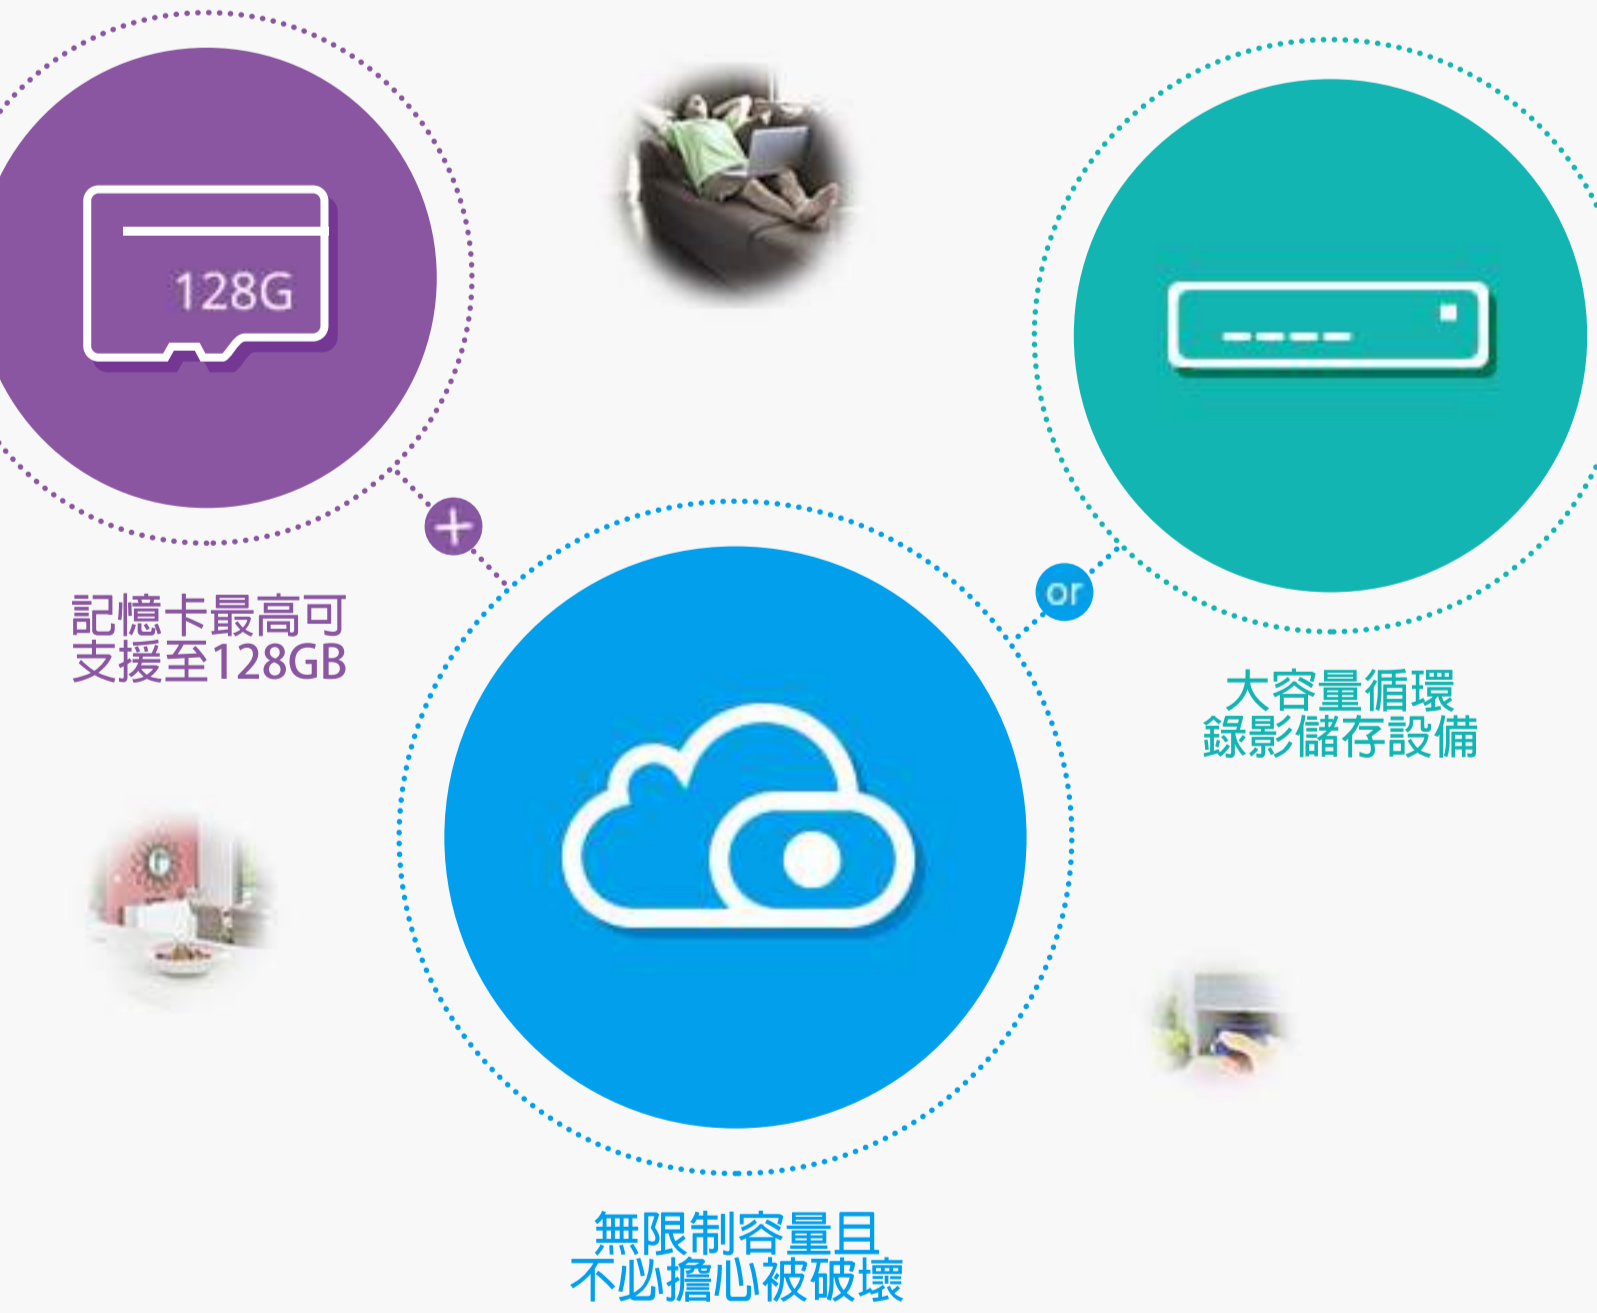 128G
+
記憶卡最高可
支援至128GB
or
大容量循環
錄影儲存設備
無限制容量且
不必擔心被破壞